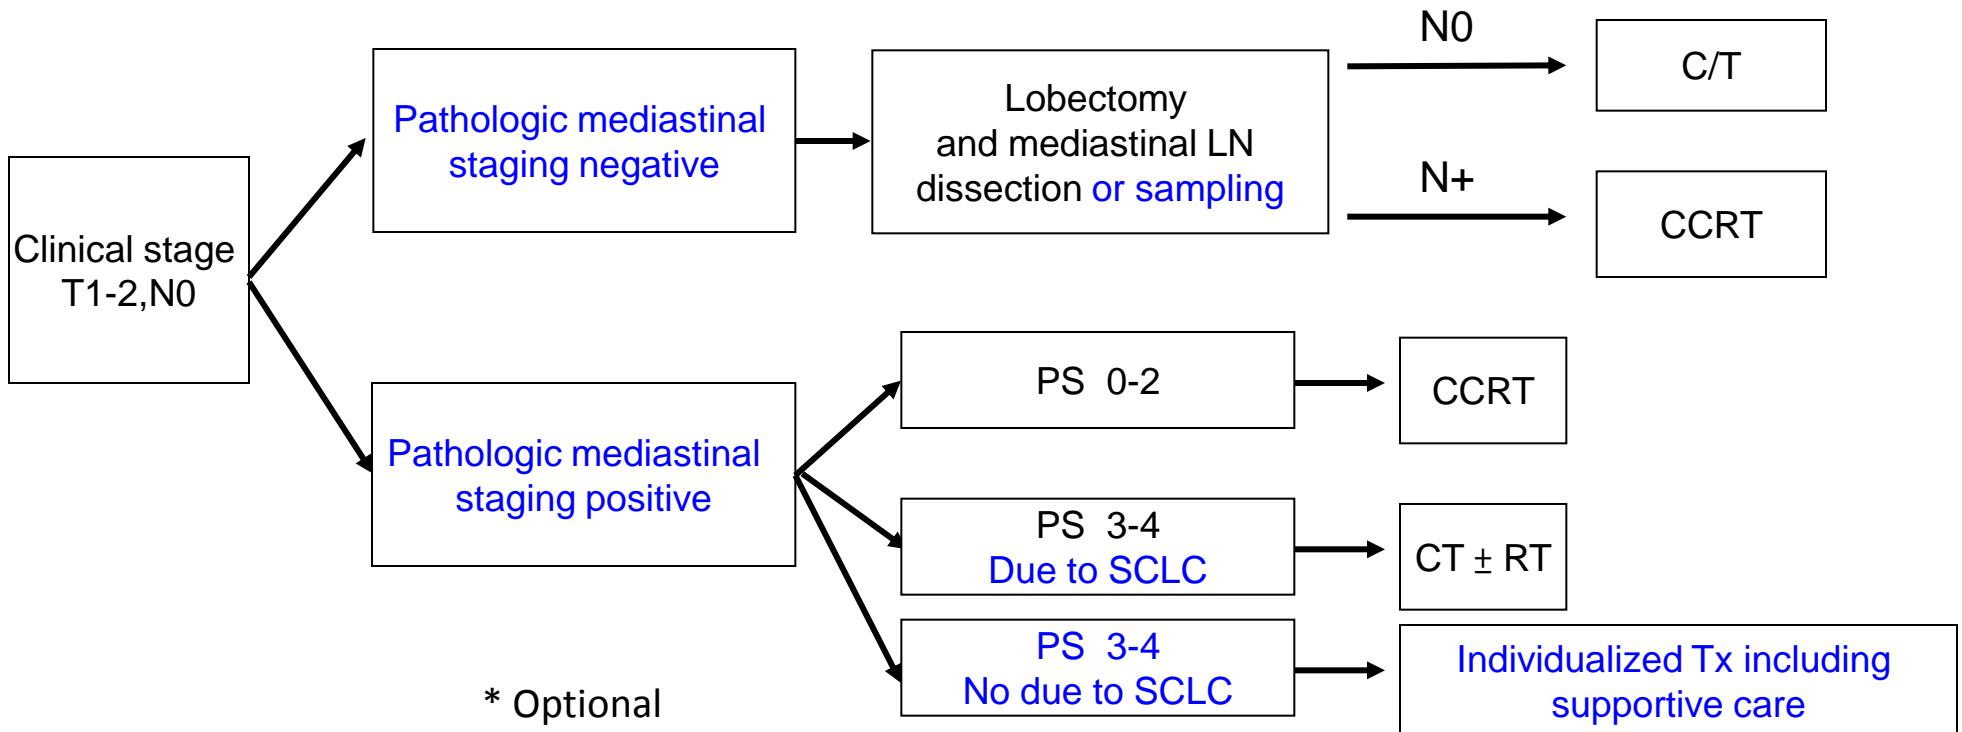 Clinical stage
T1-2,N0
Pathologic mediastinal
staging negative
Lobectomy
and mediastinal LN
dissection or sampling
N0
C/T
N+
CCRT
Pathologic mediastinal
staging positive
PS 0-2
CCRT
PS 3-4
Due to SCLC
CT ± RT
PS 3-4
No due to SCLC
Individualized Tx including
supportive care
* Optional